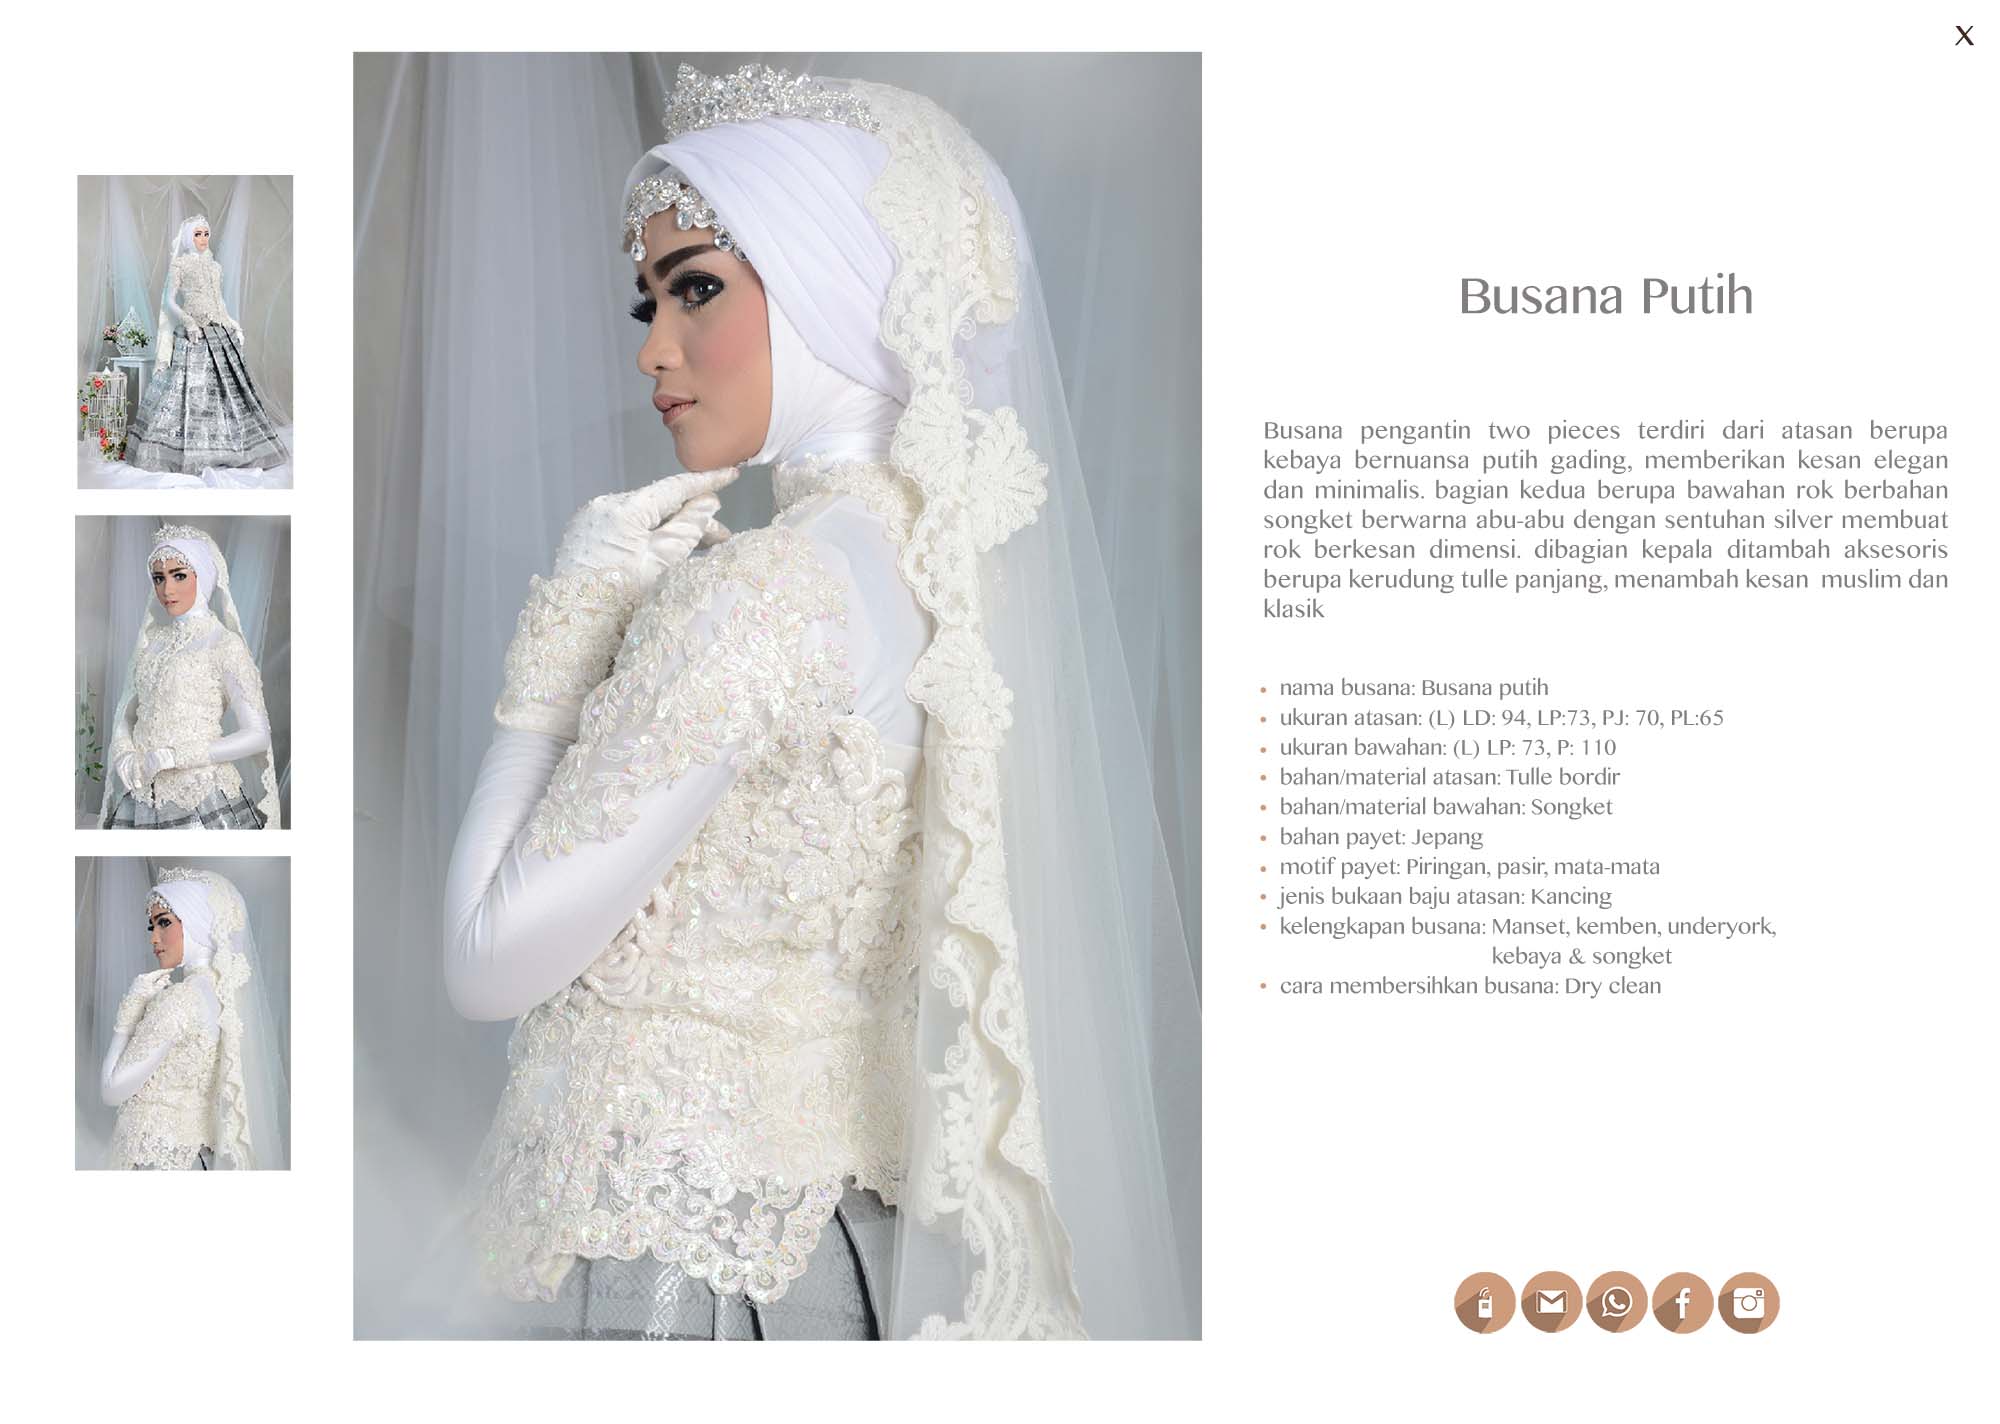 X
Busana Putih
Busana pengantin two pieces terdiri dari atasan berupa
kebaya bernuansa putih gading, memberikan kesan elegan
dan minimalis. bagian kedua berupa bawahan rok berbahan
songket berwarna abu-abu dengan sentuhan silver membuat
rok berkesan dimensi. dibagian kepala ditambah aksesoris
berupa kerudung tulle panjang, menambah kesan muslim dan
klasik
• nama busana: Busana putih
• ukuran atasan: (L) LD: 94, LP:73, PJ: 70, PL:65
• ukuran bawahan: (L) LP: 73, P: 110
• bahan/material atasan: Tulle bordir
• bahan/material bawahan: Songket
• bahan payet: Jepang
• motif payet: Piringan, pasir, mata-mata
• jenis bukaan baju atasan: Kancing
• kelengkapan busana: Manset, kemben, underyork,
kebaya & songket
• cara membersihkan busana: Dry clean